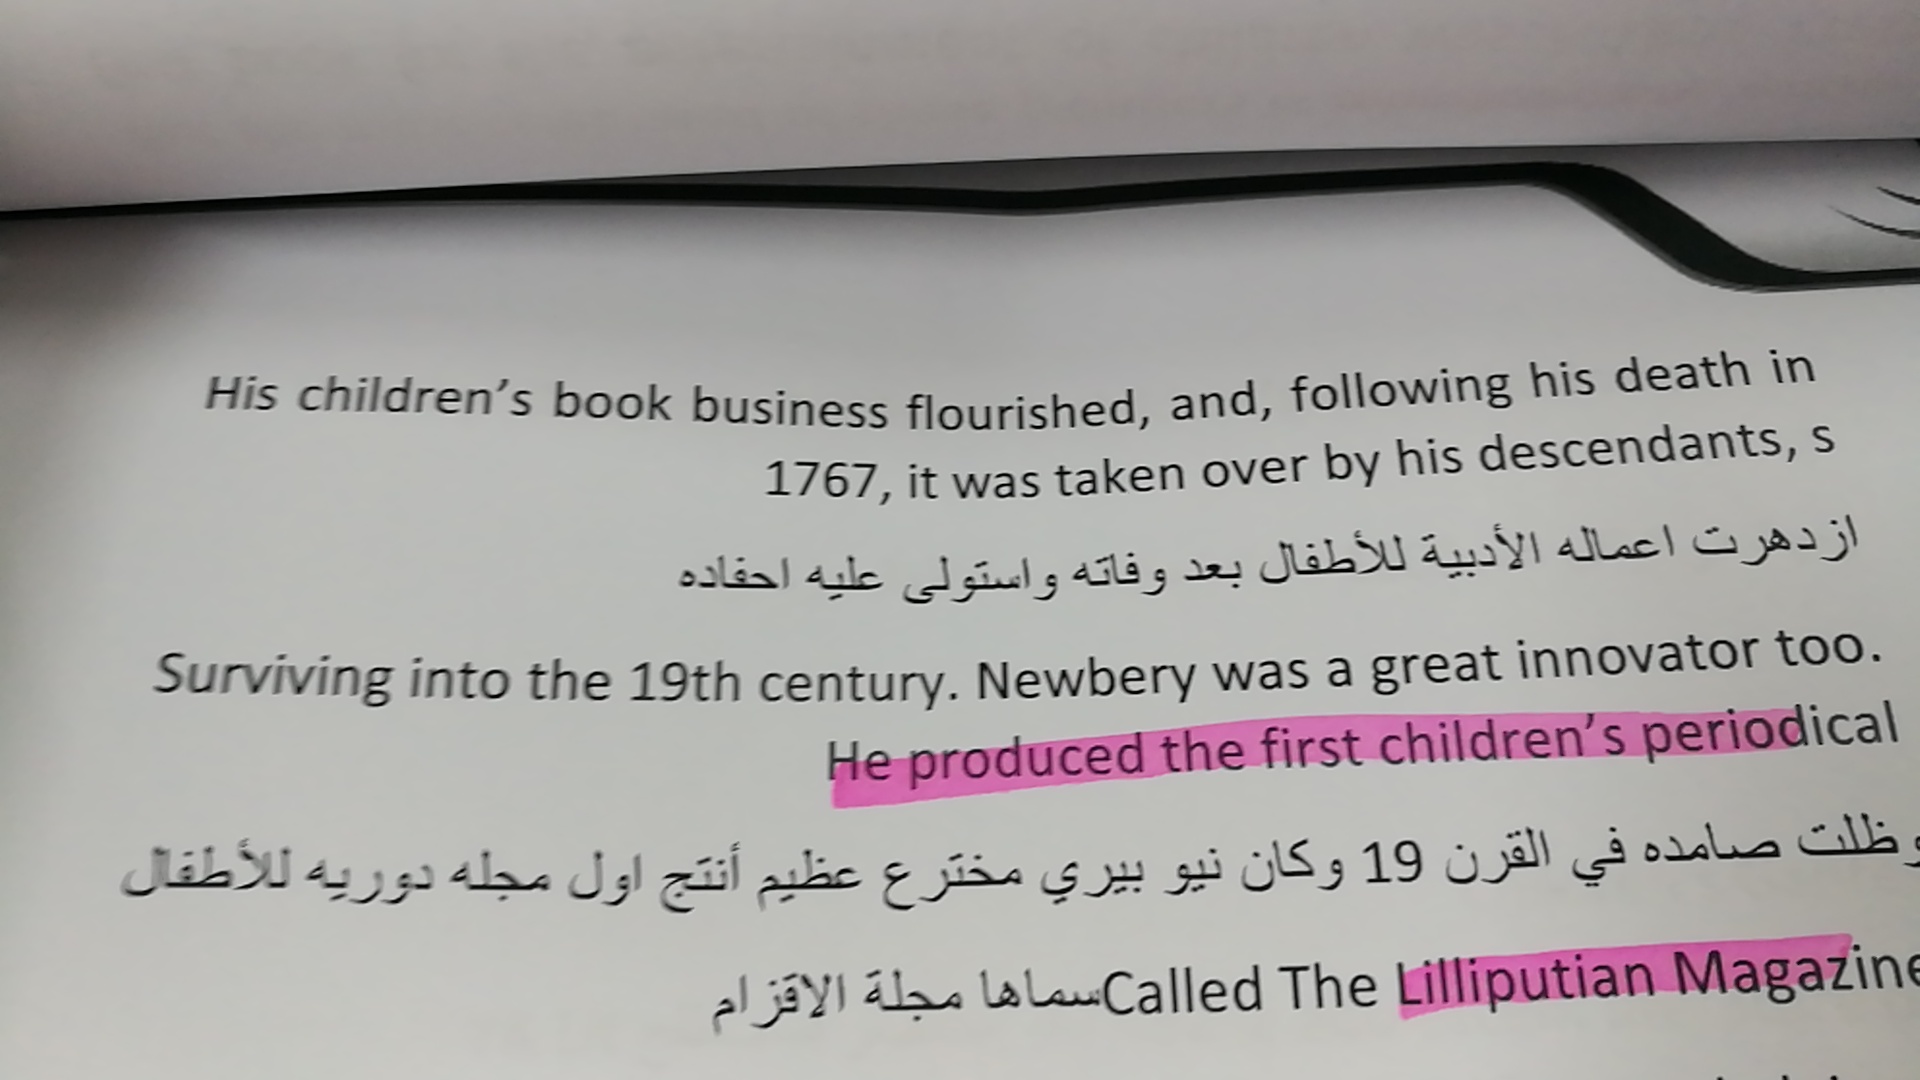 His children's book business flourished, and, following his death in
1767, it was taken over by his descendants, s
ازدهرت اعماله الأدبية للأطفال بعد وفاته واستولى عليه احفاده
Surviving into the 19th century. Newbery was a great innovator too.
He produced the first children's periodical
وظلت صامده في القرن 19 وكان نيو بيري مخترع عظيم أنتج اول مجله دوريه للأطفال
Called The Lilliputian Magazine سماها مجلة الاقزام